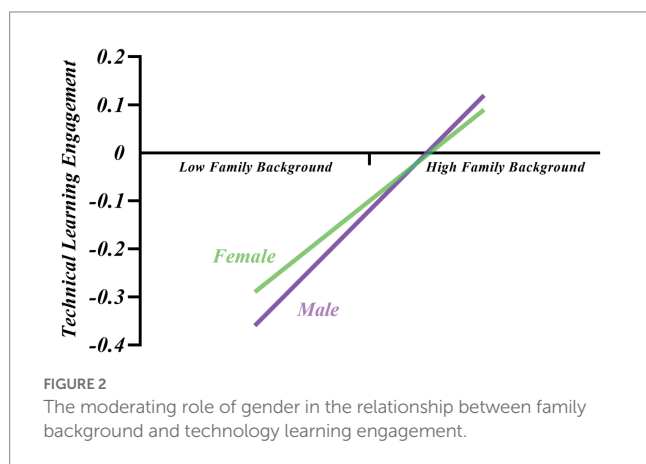 Technical Learning Engagement
0.2
0.1
0
-0.1
-0.2
-0.3
-0.4
Low Family Background
High Family Background
Female
Male
FIGURE 2
The moderating role of gender in the relationship between family
background and technology learning engagement.